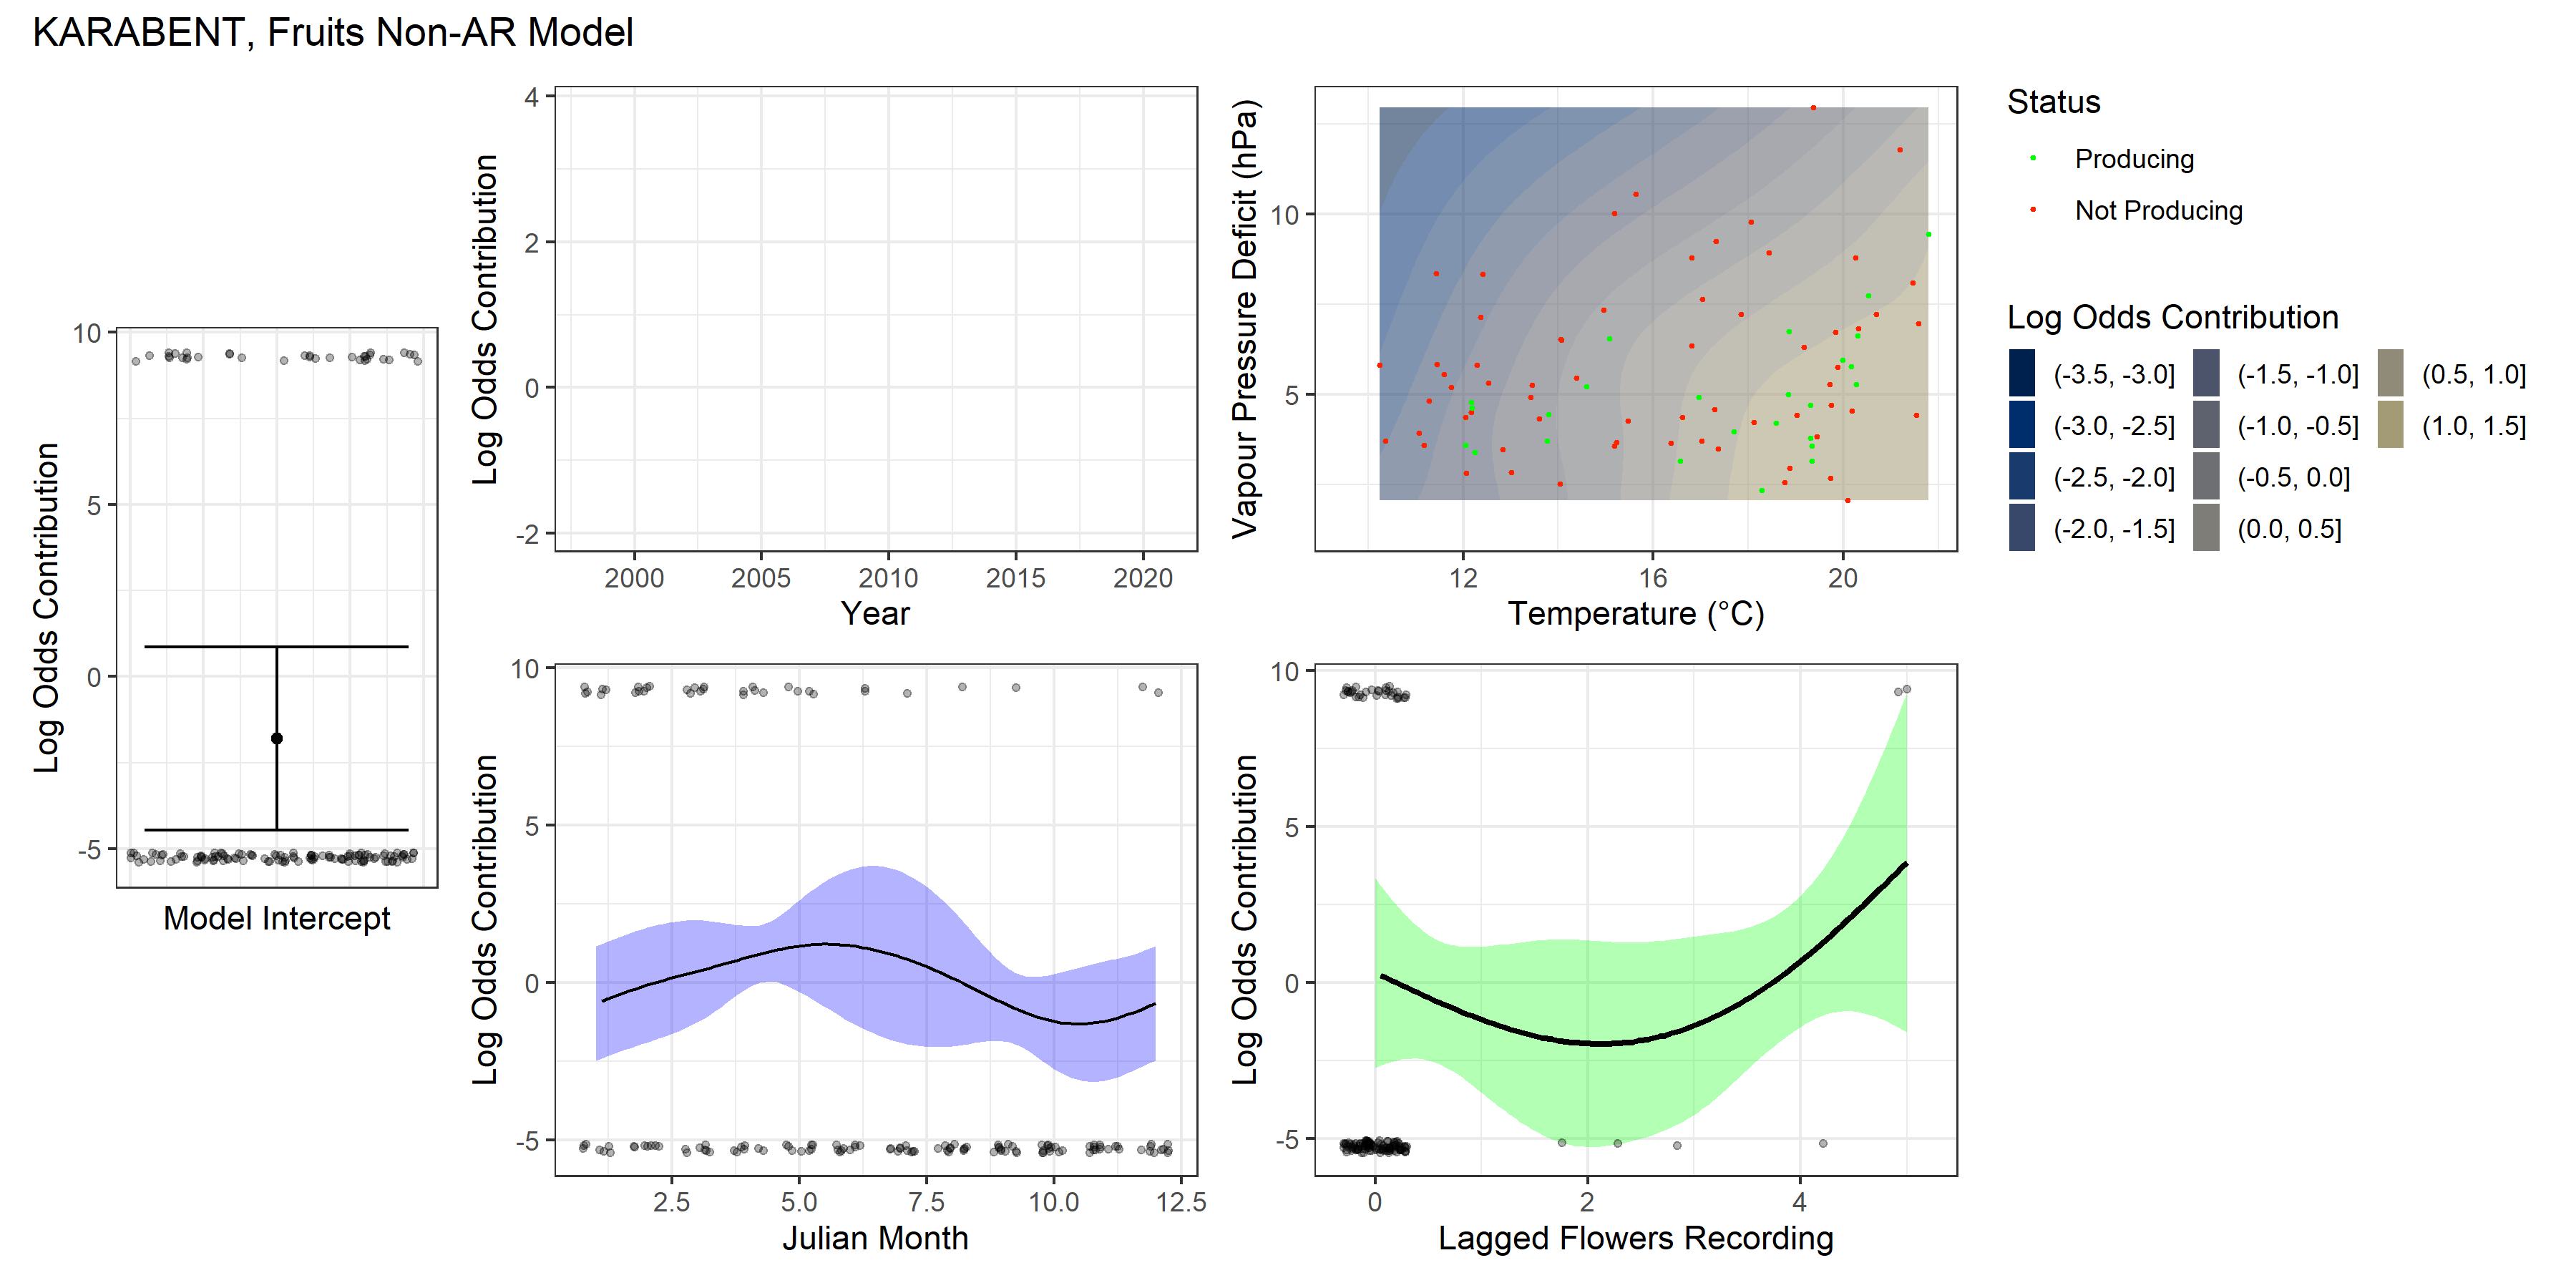 KARABENT, Fruits Non-AR Model
Log Odds Contribution
10
5
0
-5
Model Intercept
Log Odds Contribution
4
2
0
-2
2000 2005 2010 2015 2020
Year
Vapour Pressure Deficit (hPa)
10
5
12 16 20
Temperature (°C)
Status
Producing
Not Producing
Log Odds Contribution
(-3.5, -3.0] (-1.5, -1.0] (0.5, 1.0]
(-3.0, -2.5] (-1.0, -0.5] (1.0, 1.5]
(-2.5, -2.0] (-0.5, 0.0]
(-2.0, -1.5] (0.0, 0.5]
Log Odds Contribution
10
5
0
-5
2.5 5.0 7.5 10.0 12.5
Julian Month
Log Odds Contribution
10
5
0
-5
0 2 4
Lagged Flowers Recording